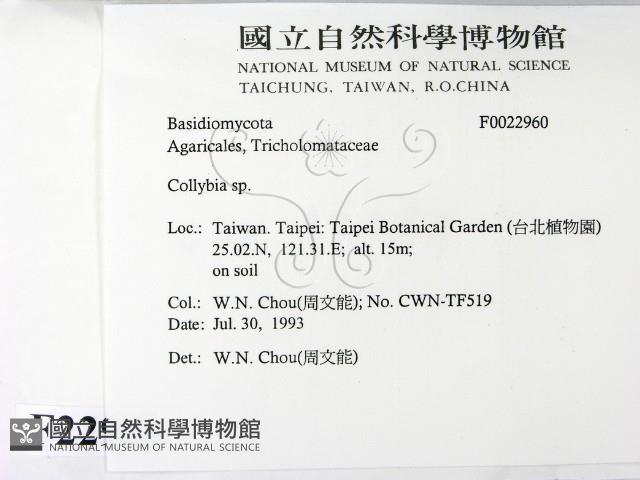 國立自然科學博物館
NATIONAL MUSEUM OF NATURAL SCIENCE
TAICHUNG, TAIWAN, R.O.CHINA
Basidiomycota F0022960
Agaricales, Tricholomataceae
Collybia sp.
Loc.: Taiwan. Taipei: Taipei Botanical Garden (台北植物園)
25.02.N, 121.31.E; alt. 15m;
on soil
Col.: W.N. Chou(周文能); No. CWN-TF519
Date: Jul. 30, 1993
Det.: W.N. Chou(周文能)
國立自然科學博物館
NATIONAL MUSEUM OF NATURAL SCIENCE